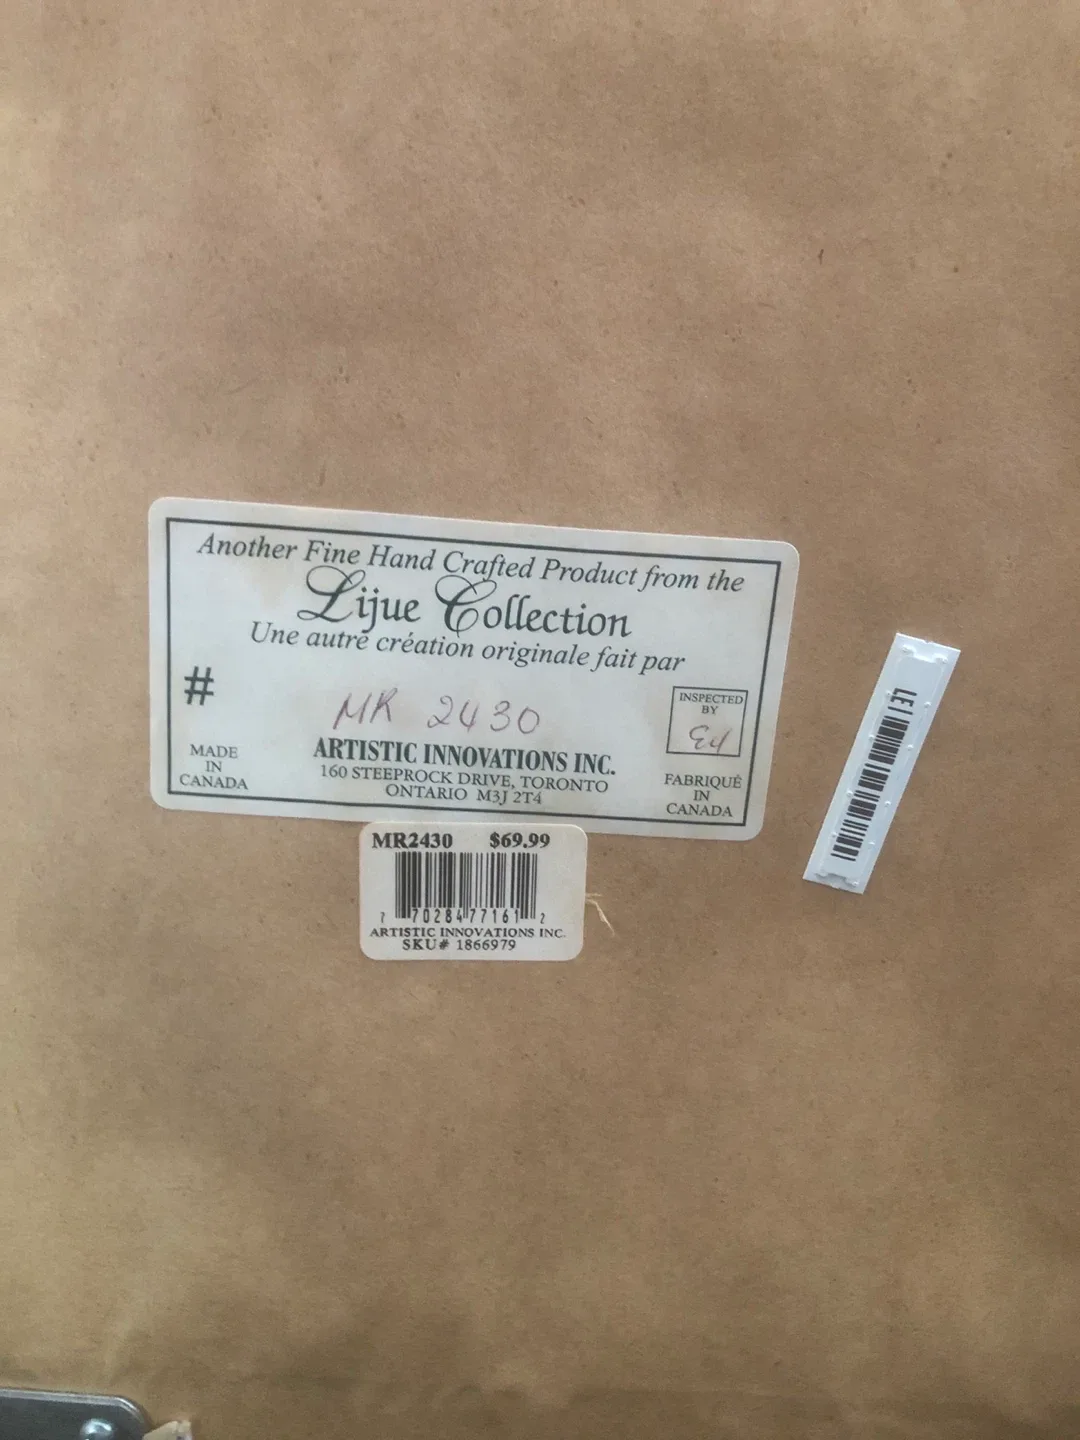 Another Fine Hand Crafted Product from the
Lijue Collection
Une autre création originale fait par
#
MR 2430
INSPECTED
BY
Ed
MADE
IN
CANADA
ARTISTIC INNOVATIONS INC.
160 STEEPROCK DRIVE, TORONTO
ONTARIO M3J 2T4
FABRIQUÉ
IN
CANADA
MR2430 $69.99
7 70284 77161 2
ARTISTIC INNOVATIONS INC.
SKU# 1866979